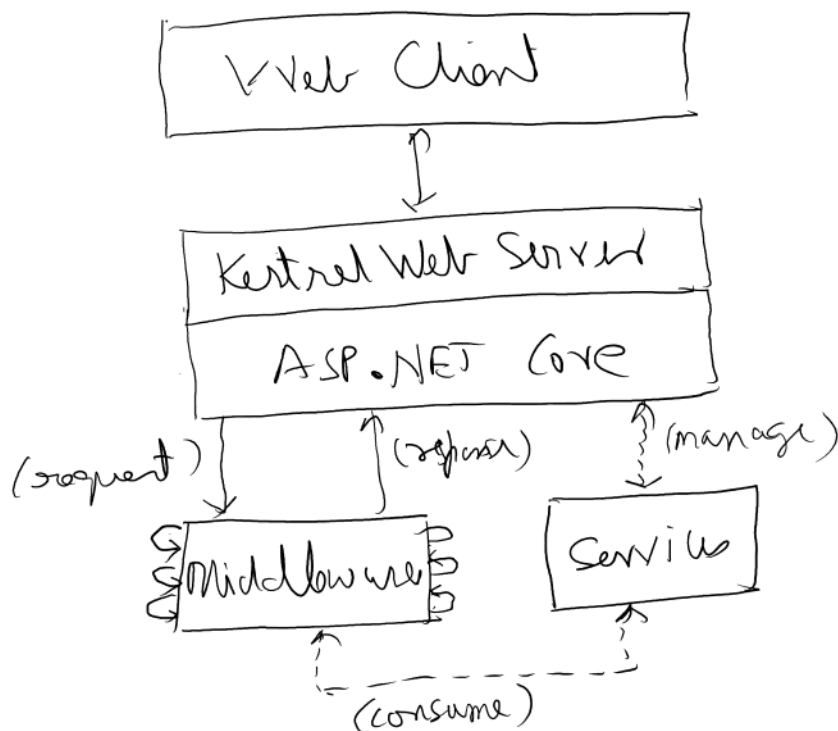 Web Client
Kestrel Web Server
ASP.NET Core
(request)
(response)
(manage)
Middleware
Services
(consume)